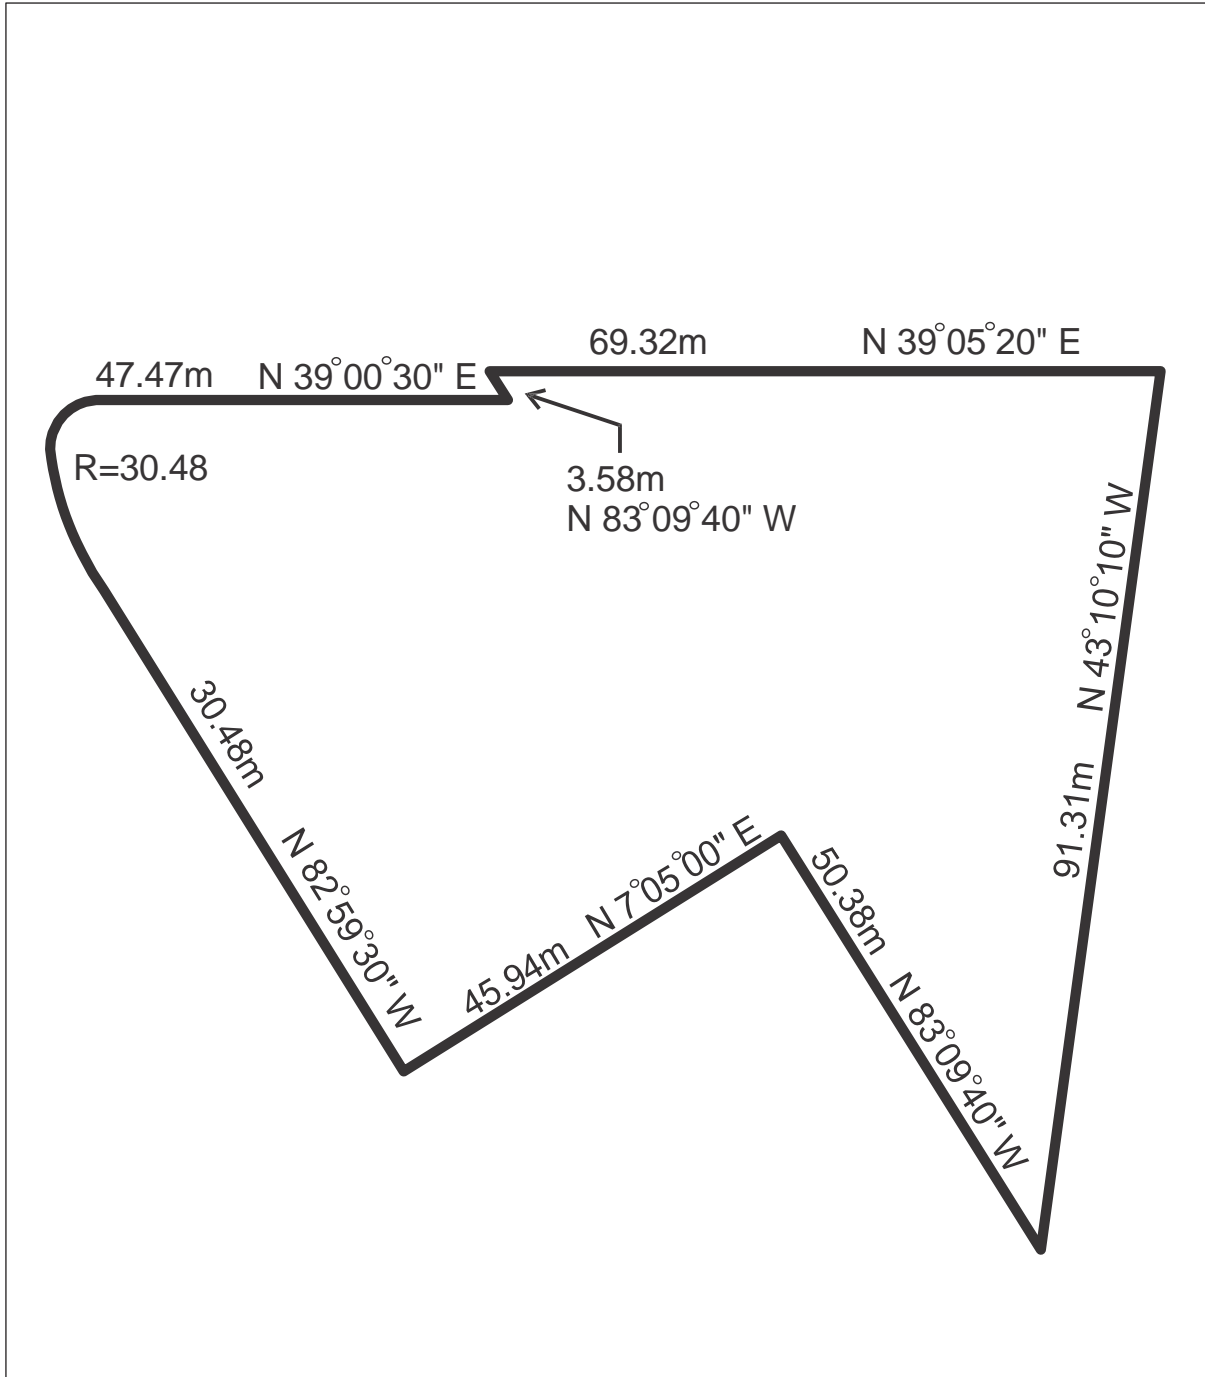 69.32m N 39°05°20" E
47.47m N 39°00°30" E
R=30.48
3.58m
N 83°09°40" W
91.31m N 43°10°10" W
30.48m N 82°59°30" W
45.94m N 7°05°00" E
50.38m N 83°09°40" W